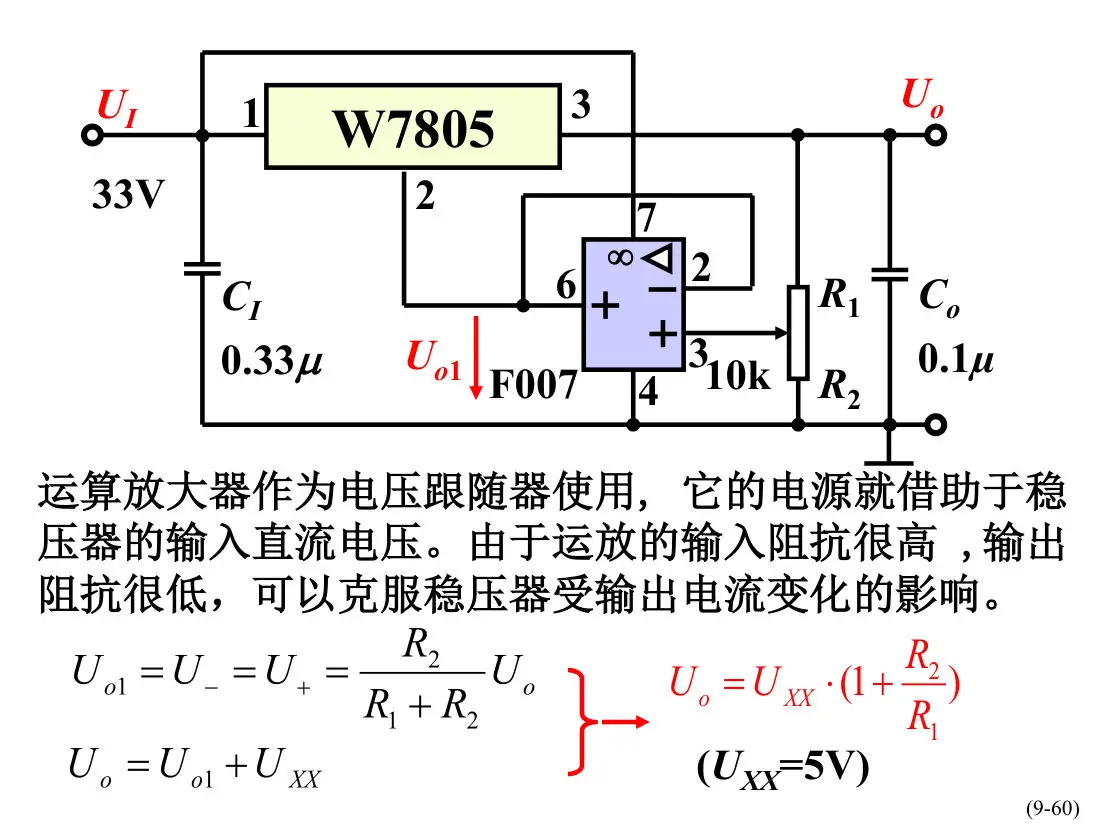 U_I
33V
1
W7805
3
U_o
2
7
∞
2
6
+
−
+
3
4
F007
C_I
0.33μ
U_o1
10k
R_1
R_2
C_o
0.1μ
运算放大器作为电压跟随器使用, 它的电源就借助于稳
压器的输入直流电压。由于运放的输入阻抗很高 ,输出
阻抗很低，可以克服稳压器受输出电流变化的影响。
U_o1 = U_− = U_+ = R_2 / (R_1 + R_2) U_o
U_o = U_o1 + U_XX
U_o = U_XX · (1 + R_2 / R_1)
(U_XX=5V)
(9-60)